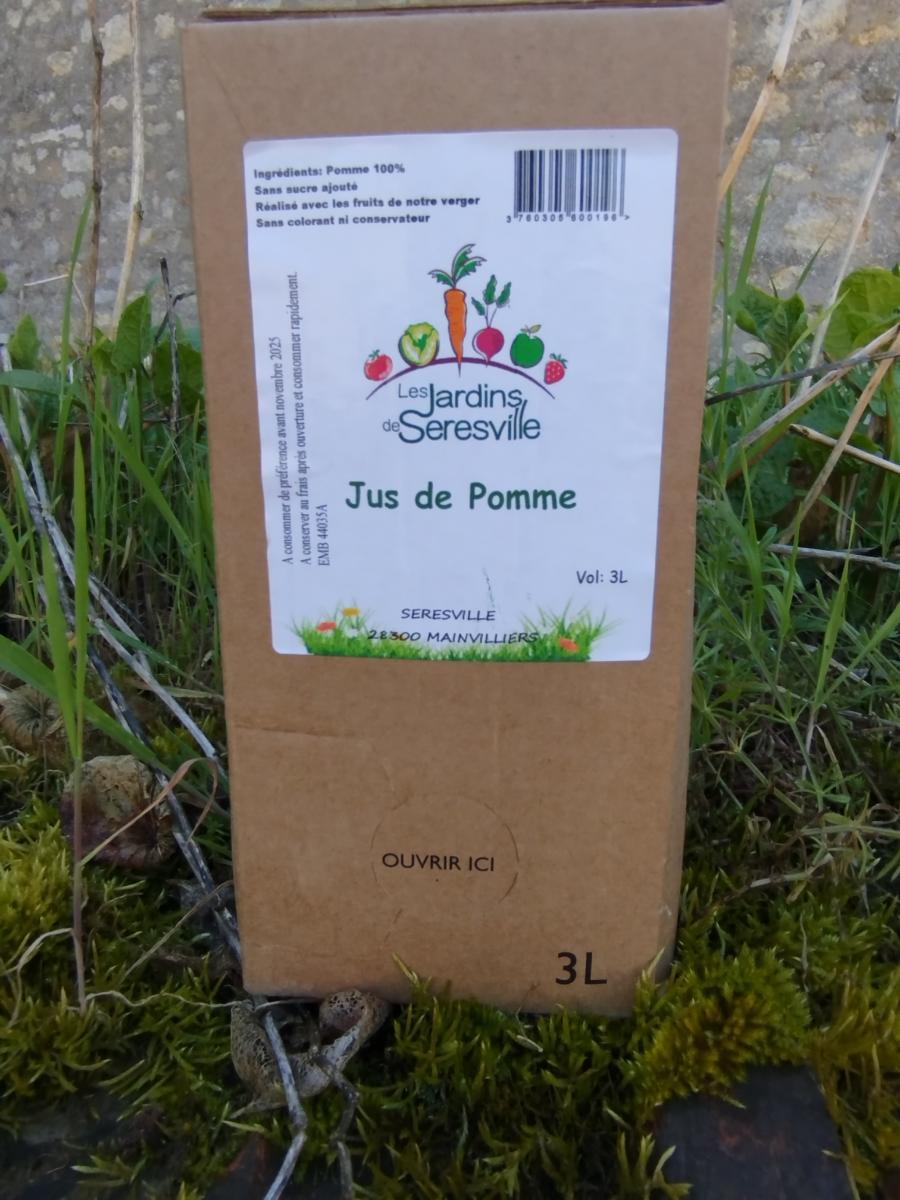 Ingrédients: Pomme 100%
Sans sucre ajouté
Réalisé avec les fruits de notre verger
Sans colorant ni conservateur
3 760305 600196 >
A consommer de préférence avant novembre 2025
A conserver au frais après ouverture et consommer rapidement.
EMB 44035A
Les Jardins
de Seresville
Jus de Pomme
Vol: 3L
SERESVILLE
28300 MAINVILLIERS
OUVRIR ICI
3L